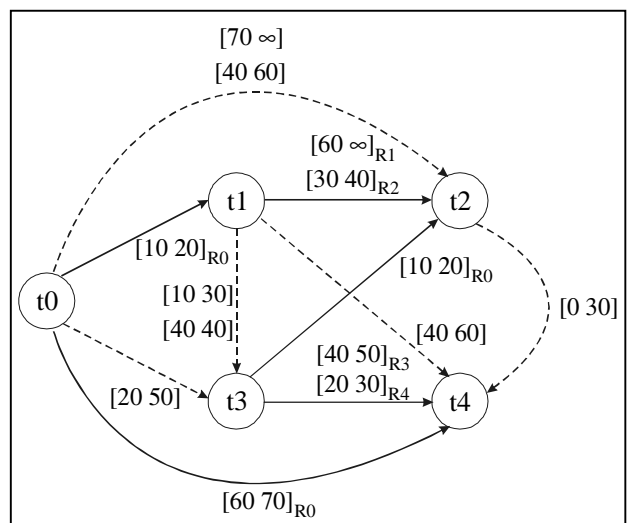 [70 ∞]
[40 60]
[60 ∞]R1
[30 40]R2
t1
t2
[10 20]R0
[10 20]R0
[10 30]
t0
[0 30]
[40 40]
[40 60]
[40 50]R3
[20 50]
[20 30]R4
t3
t4
[60 70]R0